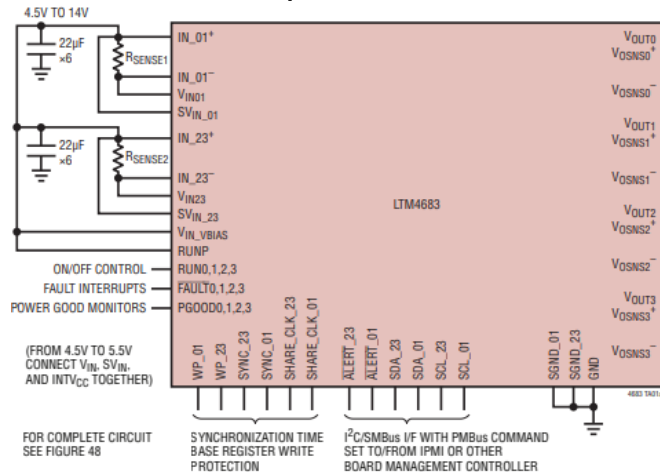 4.5V TO 14V
22µF
×6
RSENSE1
IN_01+
IN_01−
VIN01
SVIN_01
22µF
×6
RSENSE2
IN_23+
IN_23−
VIN23
SVIN_23
VIN_VBIAS
RUNP
ON/OFF CONTROL
RUN0,1,2,3
FAULT INTERRUPTS
FAULT0,1,2,3
POWER GOOD MONITORS
PGOOD0,1,2,3
LTM4683
VOUT0
VOSNS0+
VOSNS0−
VOUT1
VOSNS1+
VOSNS1−
VOUT2
VOSNS2+
VOSNS2−
VOUT3
VOSNS3+
VOSNS3−
(FROM 4.5V TO 5.5V
CONNECT VIN, SVIN,
AND INTVCC TOGETHER)
WP_01
WP_23
SYNC_23
SYNC_01
SHARE_CLK_23
SHARE_CLK_01
ALERT_23
ALERT_01
SDA_23
SDA_01
SCL_23
SCL_01
SGND_01
SGND_23
GND
4683 TA01a
FOR COMPLETE CIRCUIT
SEE FIGURE 48
SYNCHRONIZATION TIME
BASE REGISTER WRITE
PROTECTION
I2C/SMBus I/F WITH PMBus COMMAND
SET TO/FROM IPMI OR OTHER
BOARD MANAGEMENT CONTROLLER